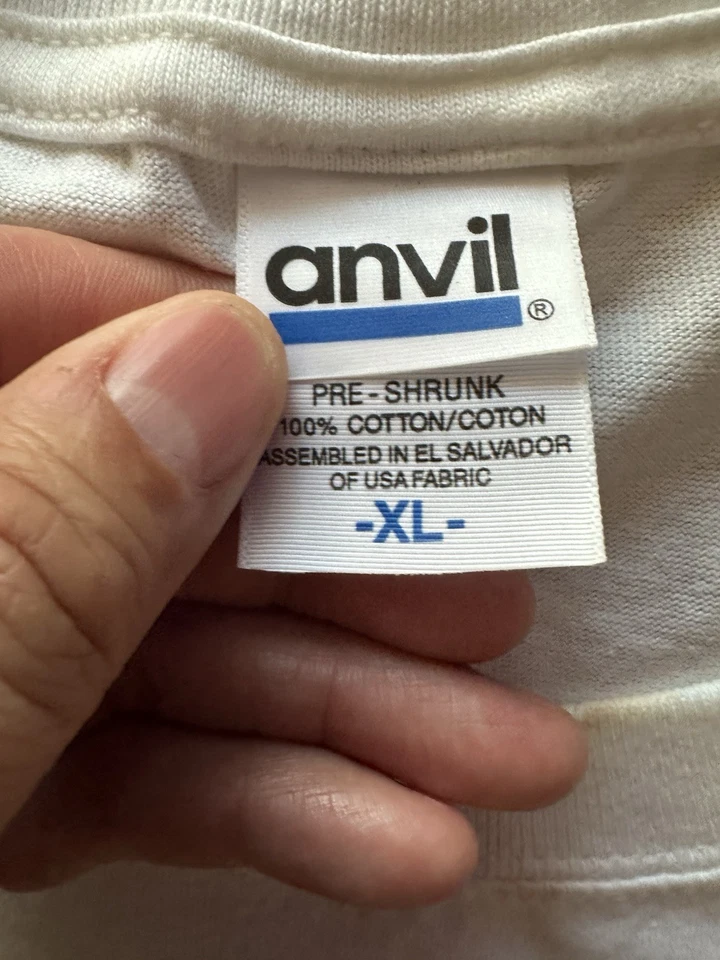 anvil
®
PRE-SHRUNK
100% COTTON/COTON
ASSEMBLED IN EL SALVADOR
OF USA FABRIC
-XL-